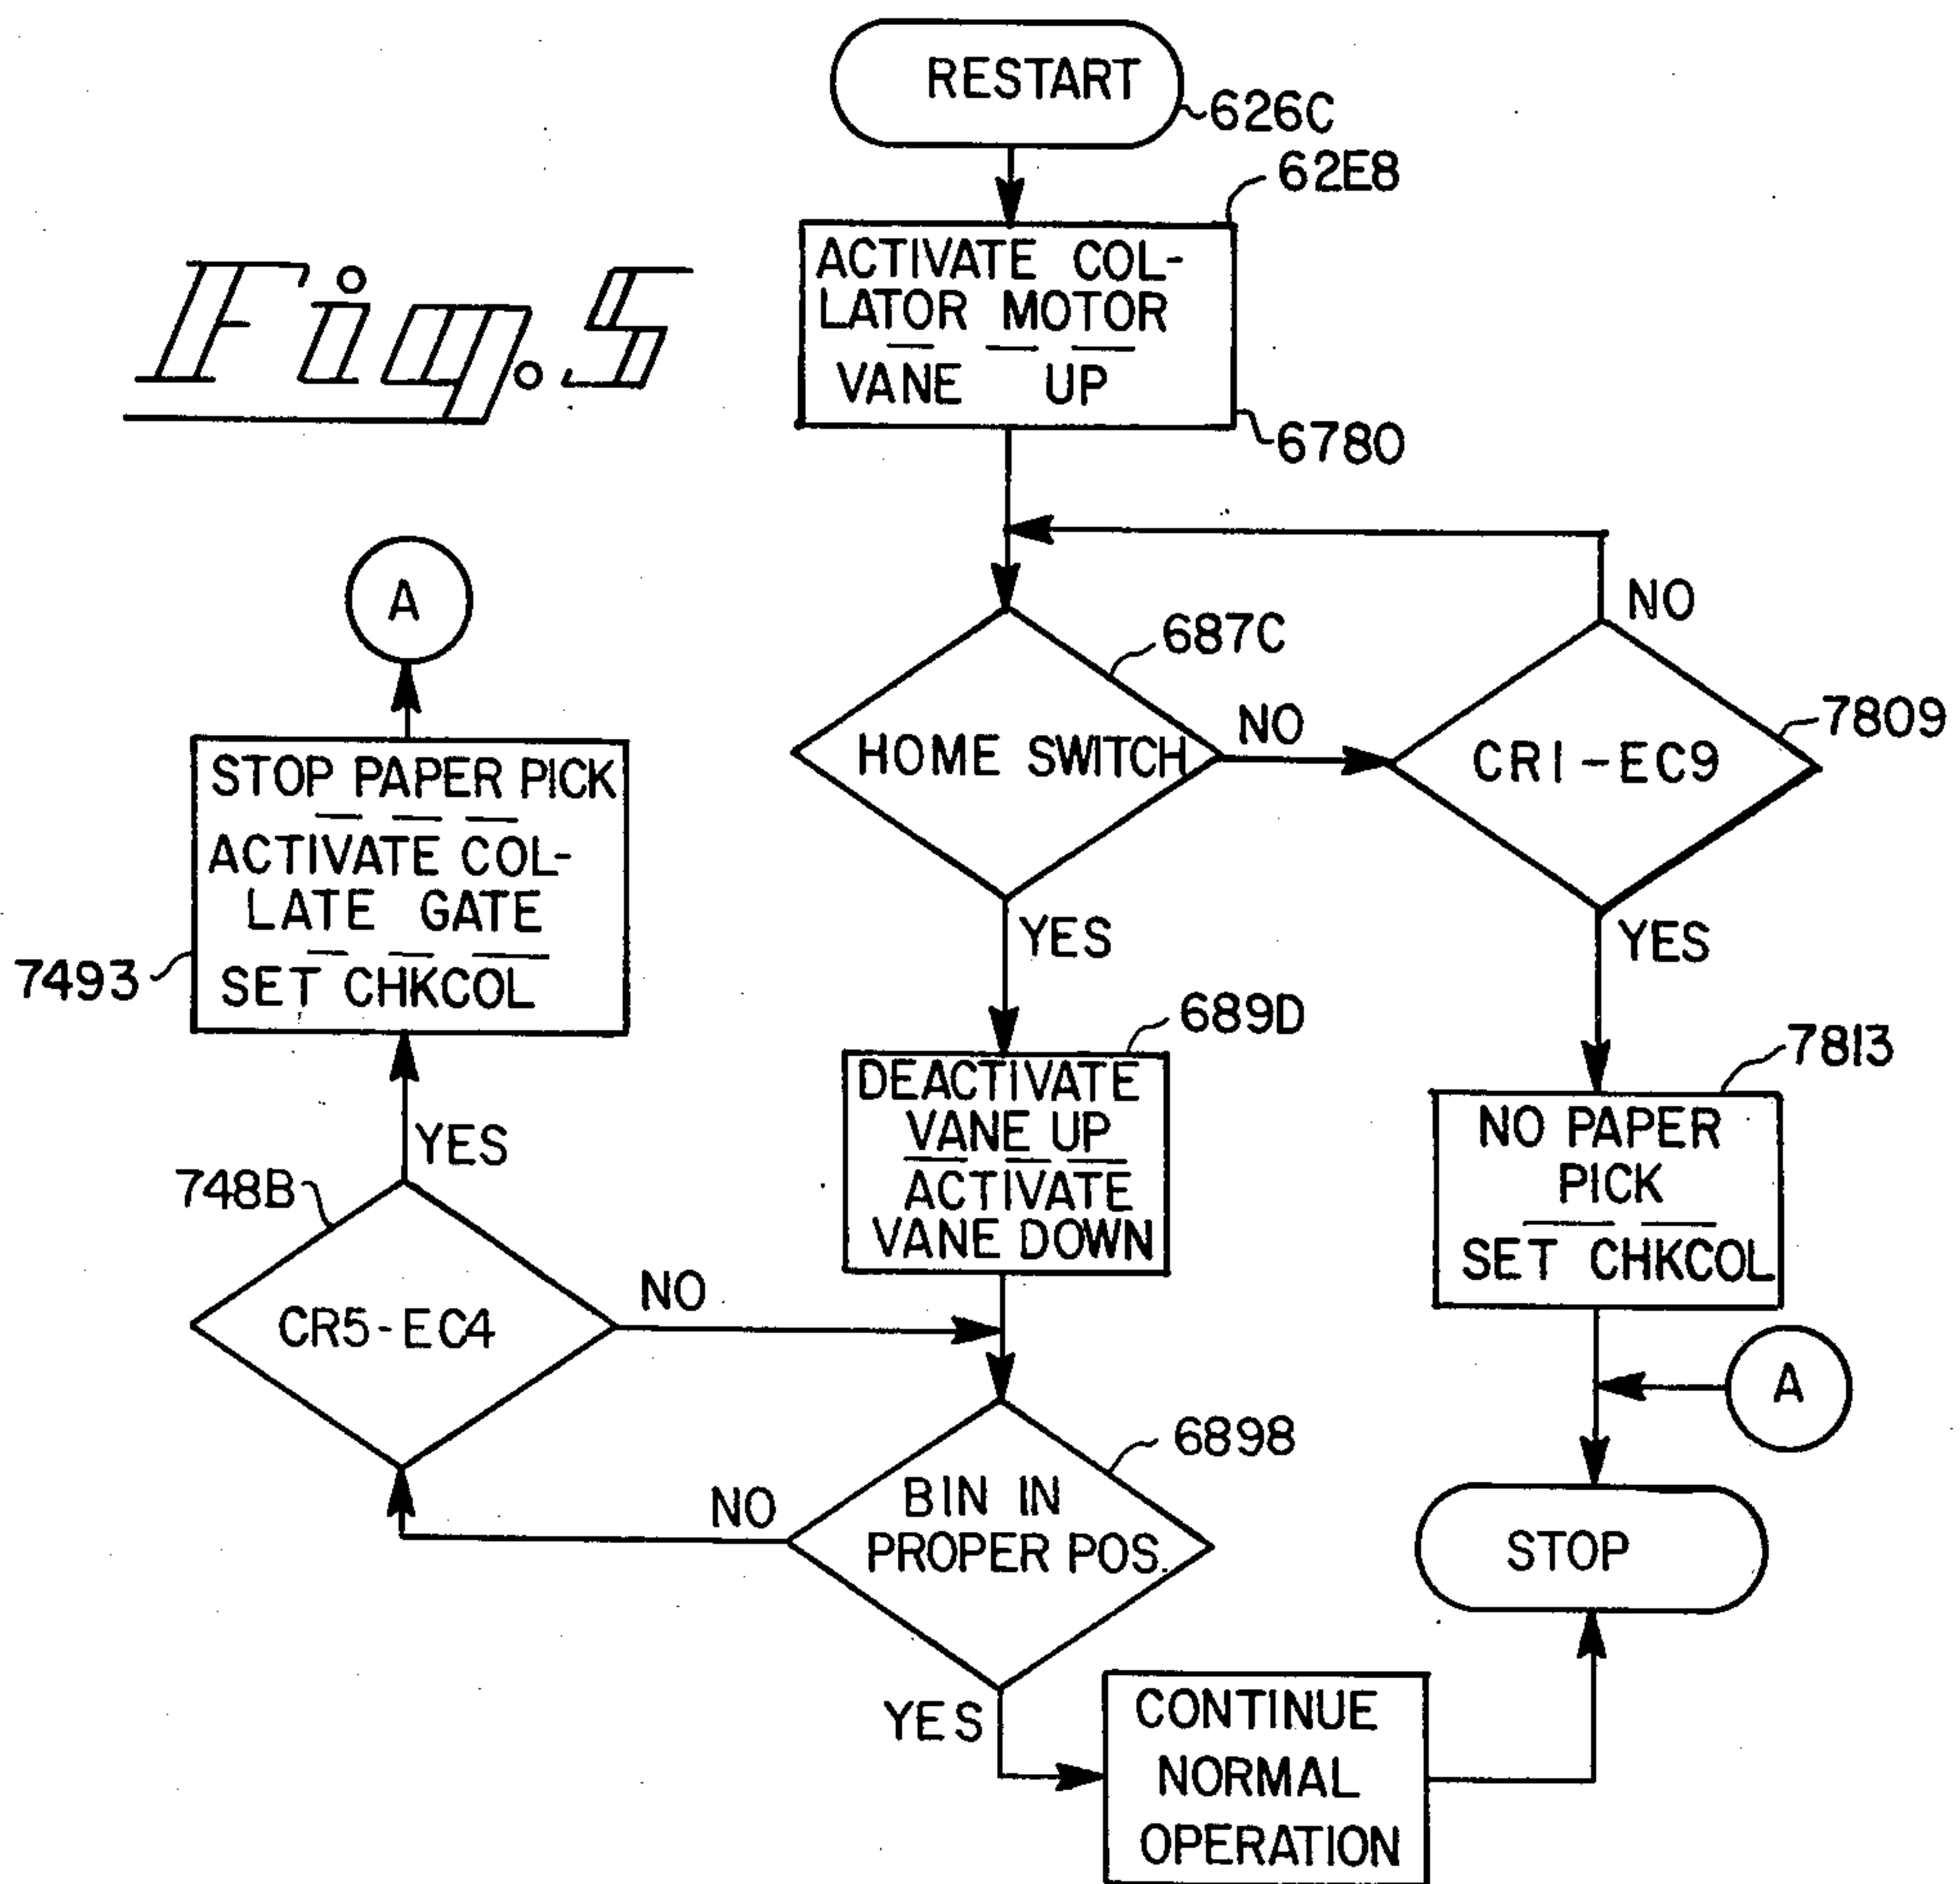 Fig. 5
RESTART
626C
62E8
ACTIVATE COL-
LATOR MOTOR
VANE UP
6780
A
687C
HOME SWITCH
NO
YES
NO
CR1-EC9
7809
YES
STOP PAPER PICK
ACTIVATE COL-
LATE GATE
SET CHKCOL
7493
689D
DEACTIVATE
VANE UP
ACTIVATE
VANE DOWN
7813
NO PAPER
PICK
SET CHKCOL
YES
748B
CR5-EC4
NO
A
6898
BIN IN
PROPER POS.
NO
YES
STOP
CONTINUE
NORMAL
OPERATION